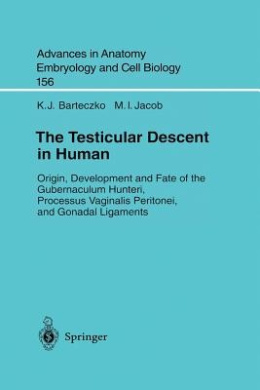 Advances in Anatomy
Embryology and Cell Biology
156
K.J. Barteczko M.I. Jacob
The Testicular Descent
in Human
Origin, Development and Fate of the
Gubernaculum Hunteri,
Processus Vaginalis Peritonei,
and Gonadal Ligaments
Springer